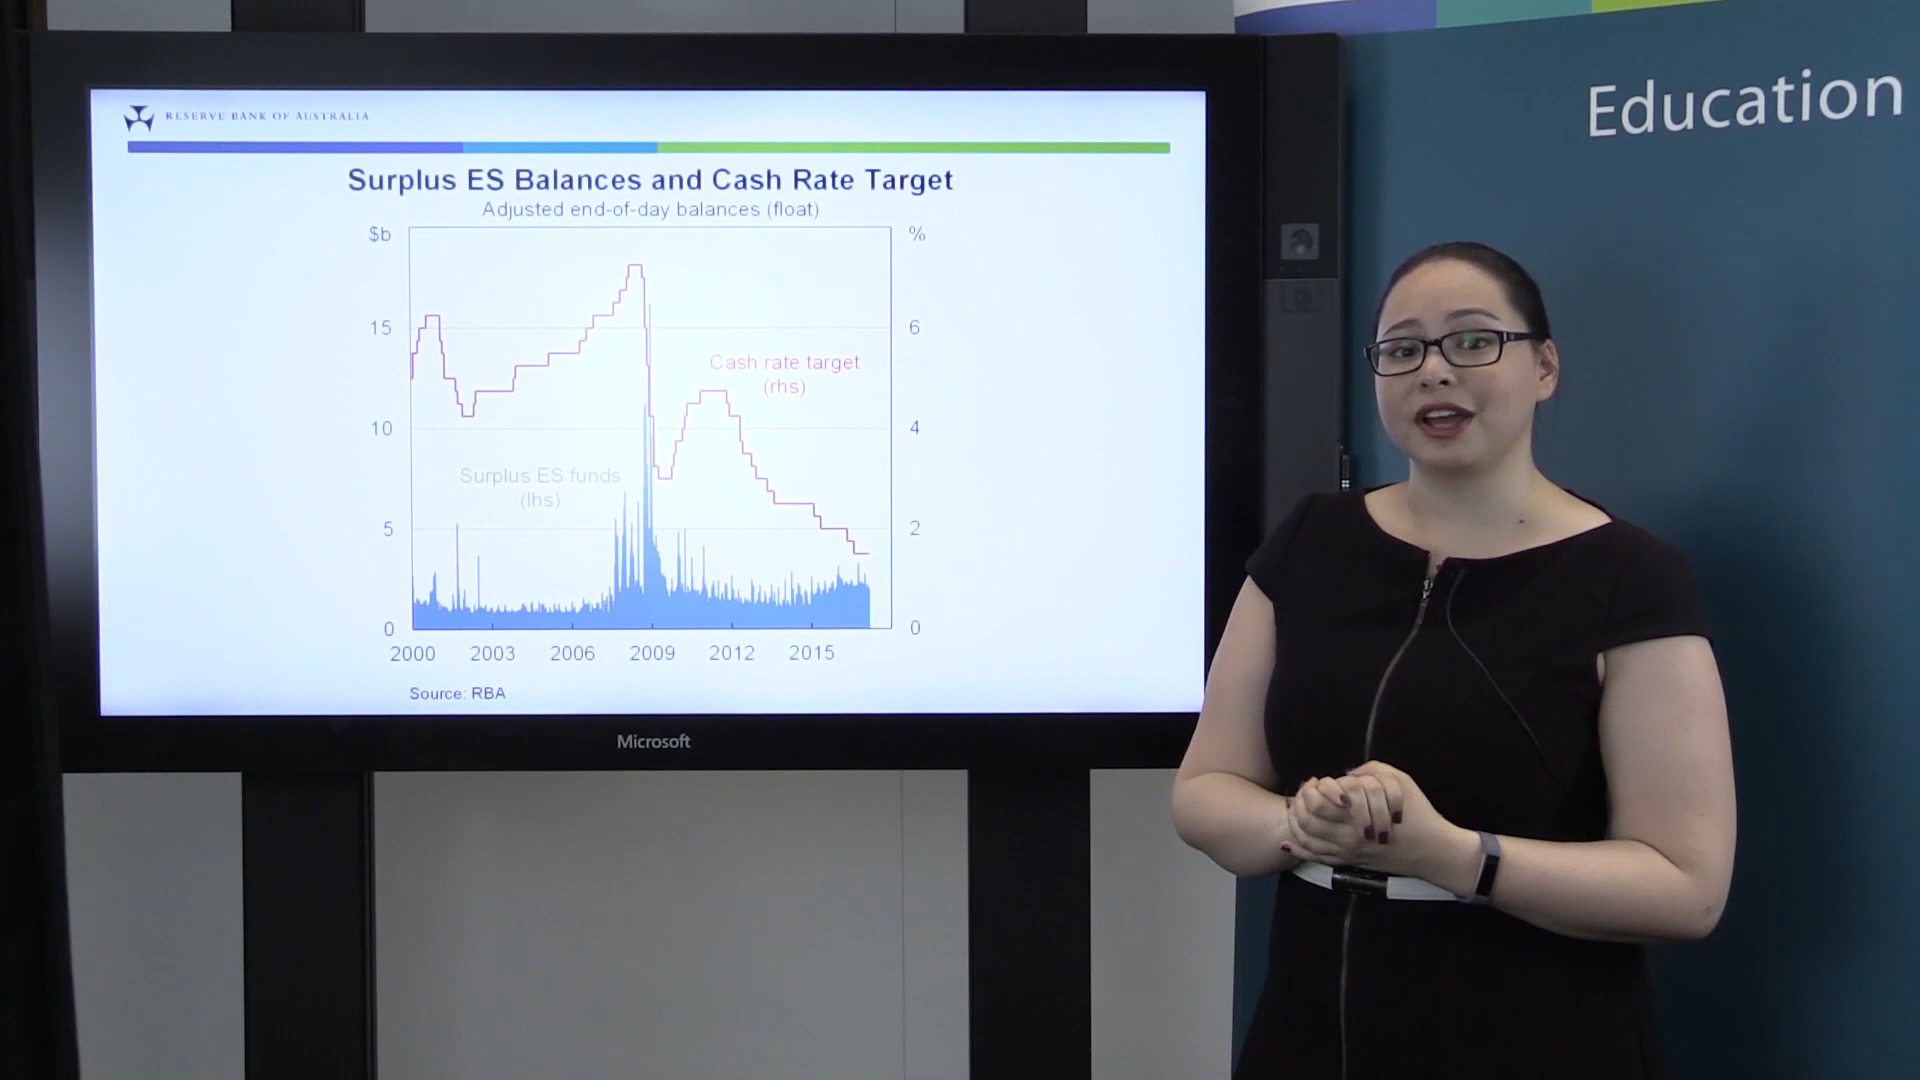 RESERVE BANK OF AUSTRALIA
Education
Surplus ES Balances and Cash Rate Target
Adjusted end-of-day balances (float)
$b %
15 6
Cash rate target
(rhs)
10 4
Surplus ES funds
(lhs)
5 2
0 0
2000 2003 2006 2009 2012 2015
Source: RBA
Microsoft